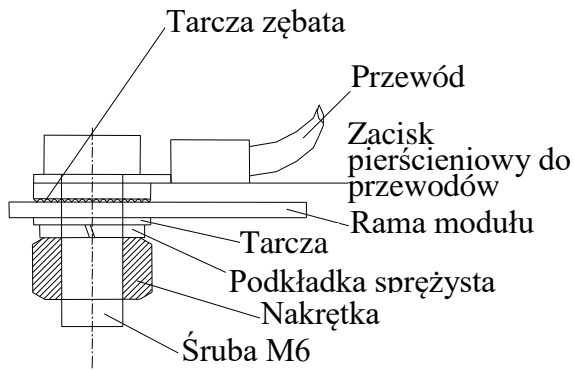 Tarcza zębata
Przewód
Zacisk
pierścieniowy do
przewodów
Rama modułu
Tarcza
Podkładka sprężysta
Nakrętka
Śruba M6